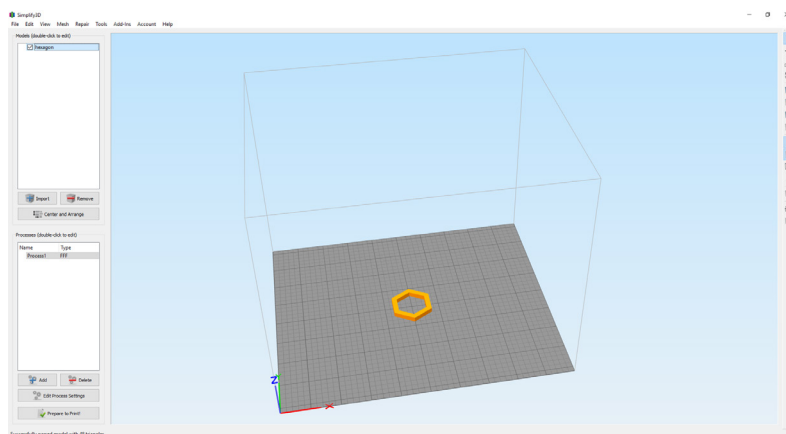 Simplify3D
File Edit View Mesh Repair Tools Add-Ins Account Help
Models (double-click to edit)
hexagon
Import Remove
Center and Arrange
Processes (double-click to edit)
Name Type
Process1 FFF
Add Delete
Edit Process Settings
Prepare to Print!
Z
X